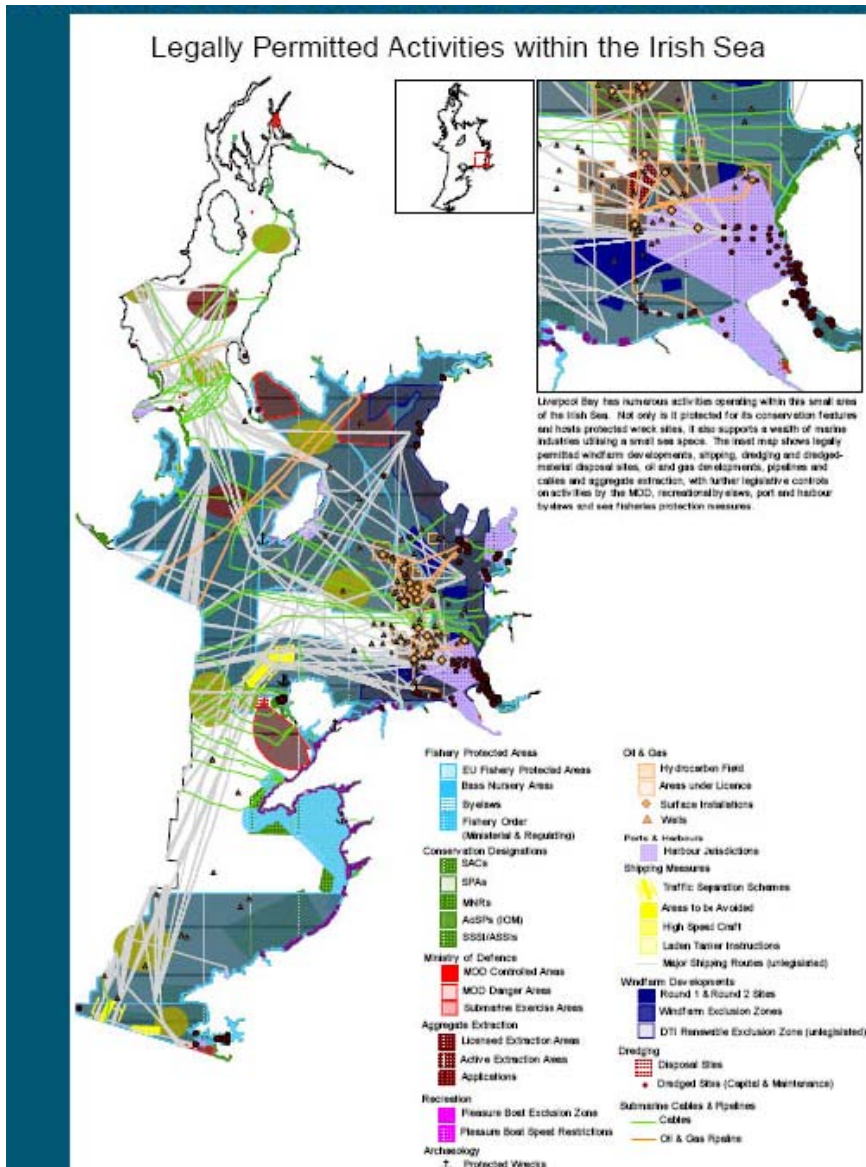 Legally Permitted Activities within the Irish Sea
Liverpool Bay has numerous activities operating within this small area
of the Irish Sea. Not only is it protected for its conservation features
and hosts protected wreck sites, it also supports a wealth of marine
industries utilising a small sea space. The inset map shows legally
permitted windfarm developments, shipping, dredging and dredged-
material disposal sites, oil and gas developments, pipelines and
cables and aggregate extraction, with further legislative controls
on activities by the MOD, recreational byelaws, port and harbour
byelaws and sea fisheries protection measures.
Fishery Protected Areas
EU Fishery Protected Areas
Bass Nursery Areas
Byelaws
Fishery Order
(Ministerial & Regulating)
Conservation Designations
SACs
SPAs
MNRs
AoSPs (IOM)
SSSI/ASSIs
Ministry of Defence
MOD Controlled Areas
MOD Danger Areas
Submarine Exercise Areas
Aggregate Extraction
Licensed Extraction Areas
Active Extraction Areas
Applications
Recreation
Pleasure Boat Exclusion Zone
Pleasure Boat Speed Restrictions
Archaeology
Protected Wrecks
Oil & Gas
Hydrocarbon Field
Areas under Licence
Surface Installations
Wells
Ports & Harbours
Harbour Jurisdictions
Shipping Measures
Traffic Separation Schemes
Areas to be Avoided
High Speed Craft
Laden Tanker Instructions
Major Shipping Routes (unlegislated)
Windfarm Developments
Round 1 & Round 2 Sites
Windfarm Exclusion Zones
DTI Renewable Exclusion Zone (unlegislated)
Dredging
Disposal Sites
Dredged Sites (Capital & Maintenance)
Submarine Cables & Pipelines
Cables
Oil & Gas Pipeline